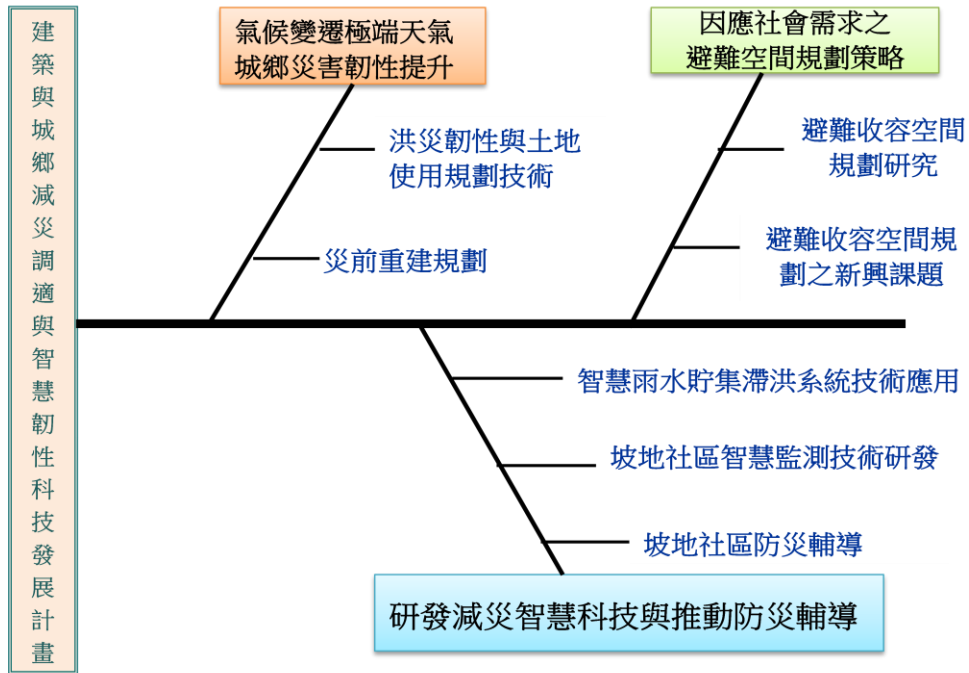 建築與城鄉減災調適與智慧韌性科技發展計畫
氣候變遷極端天氣
城鄉災害韌性提升
因應社會需求之
避難空間規劃策略
洪災韌性與土地
使用規劃技術
災前重建規劃
避難收容空間
規劃研究
避難收容空間規
劃之新興課題
智慧雨水貯集滯洪系統技術應用
坡地社區智慧監測技術研發
坡地社區防災輔導
研發減災智慧科技與推動防災輔導